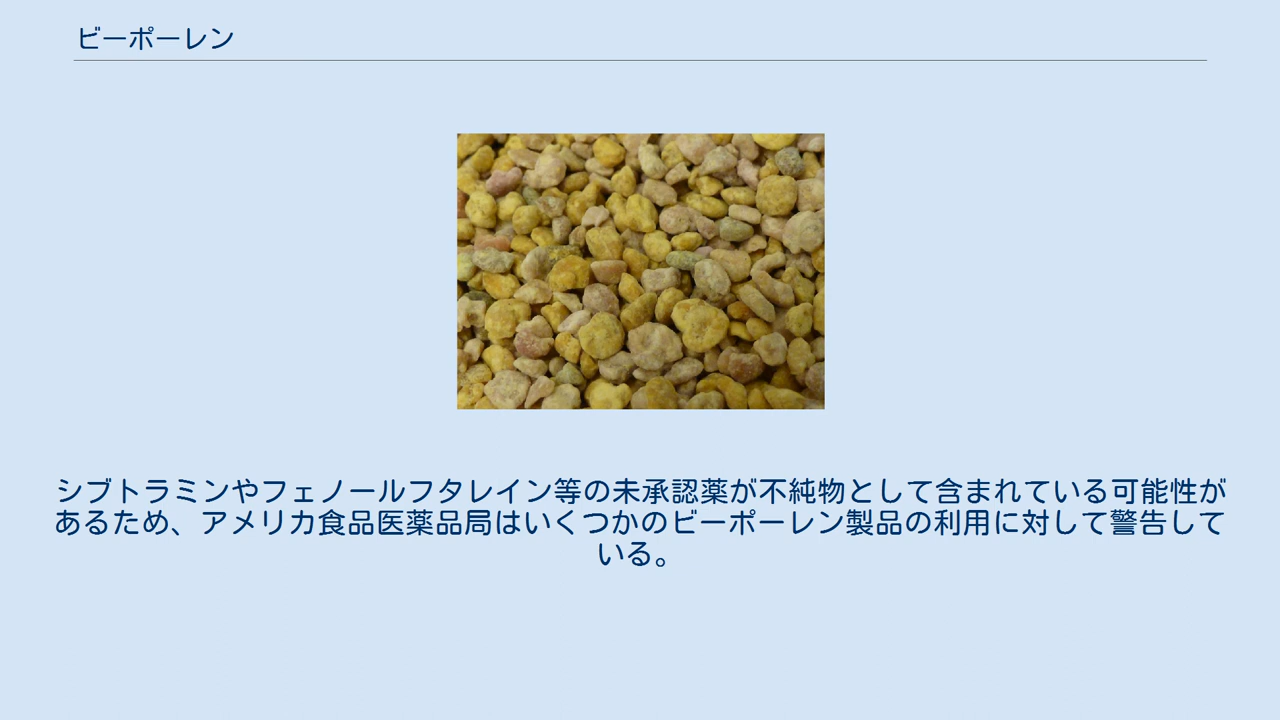 ビーポーレン
シブトラミンやフェノールフタレイン等の未承認薬が不純物として含まれている可能性が
あるため、アメリカ食品医薬品局はいくつかのビーポーレン製品の利用に対して警告して
いる。